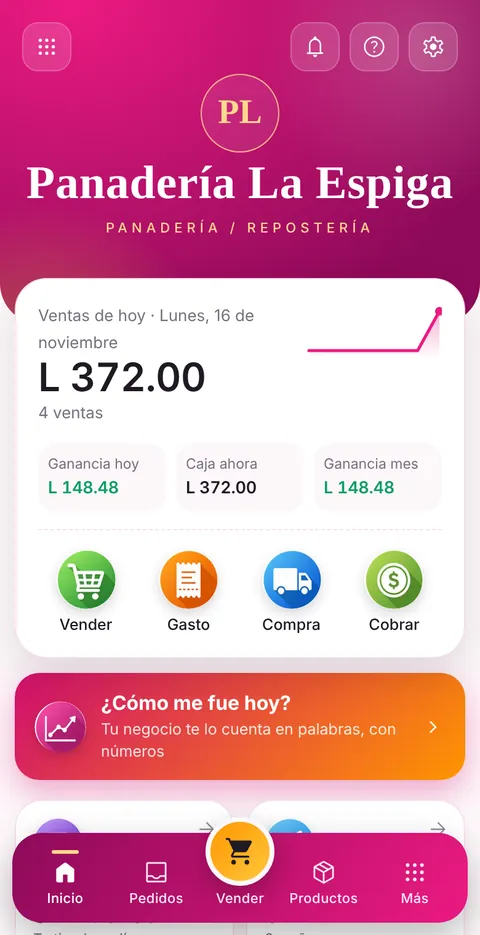 PL
Panadería La Espiga
PANADERÍA / REPOSTERÍA
Ventas de hoy · Lunes, 16 de
noviembre
L 372.00
4 ventas
Ganancia hoy
L 148.48
Caja ahora
L 372.00
Ganancia mes
L 148.48
Vender
Gasto
Compra
Cobrar
¿Cómo me fue hoy?
Tu negocio te lo cuenta en palabras, con
números
Inicio
Pedidos
Vender
Productos
Más